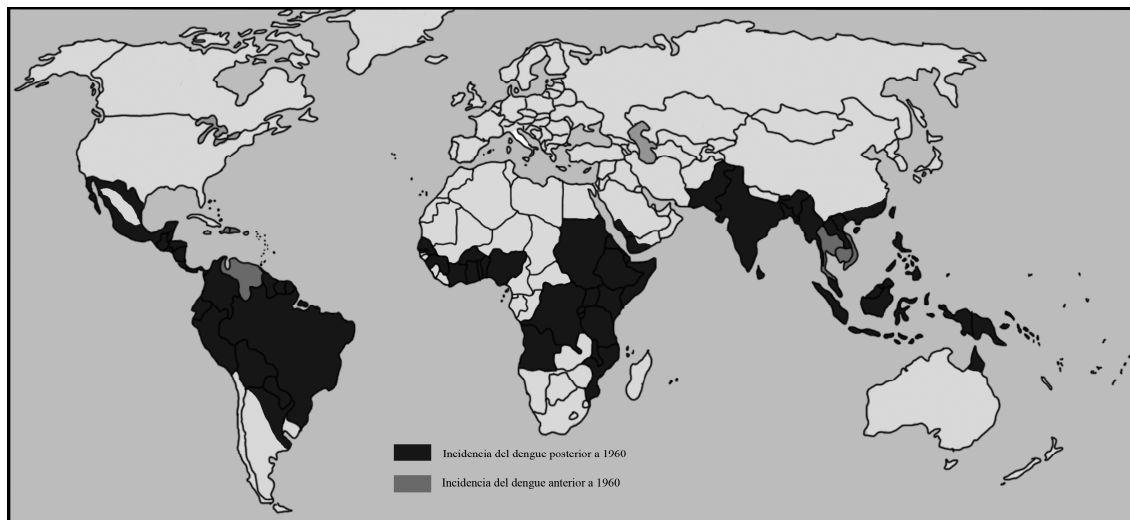 Incidencia del dengue posterior a 1960
Incidencia del dengue anterior a 1960